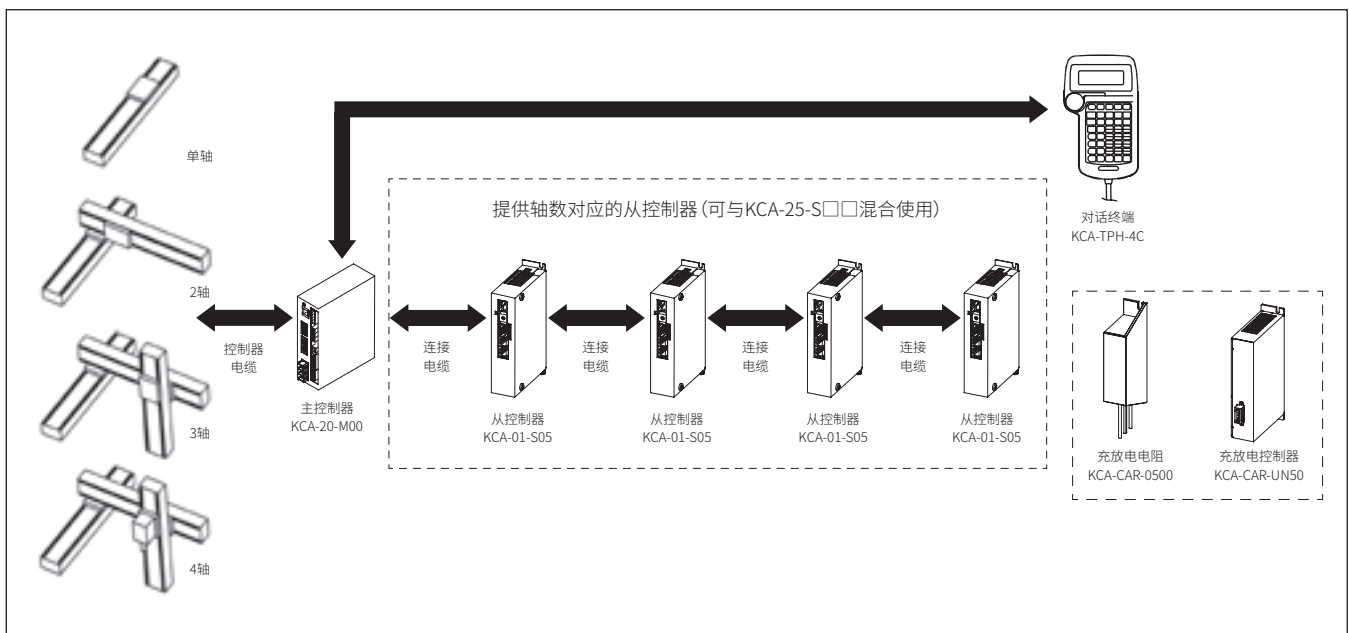 单轴
2轴
3轴
4轴
控制器
电缆
主控制器
KCA-20-M00
提供轴数对应的从控制器(可与KCA-25-S□□混合使用)
连接
电缆
从控制器
KCA-01-S05
连接
电缆
从控制器
KCA-01-S05
连接
电缆
从控制器
KCA-01-S05
连接
电缆
从控制器
KCA-01-S05
对话终端
KCA-TPH-4C
充放电电阻
KCA-CAR-0500
充放电控制器
KCA-CAR-UN50